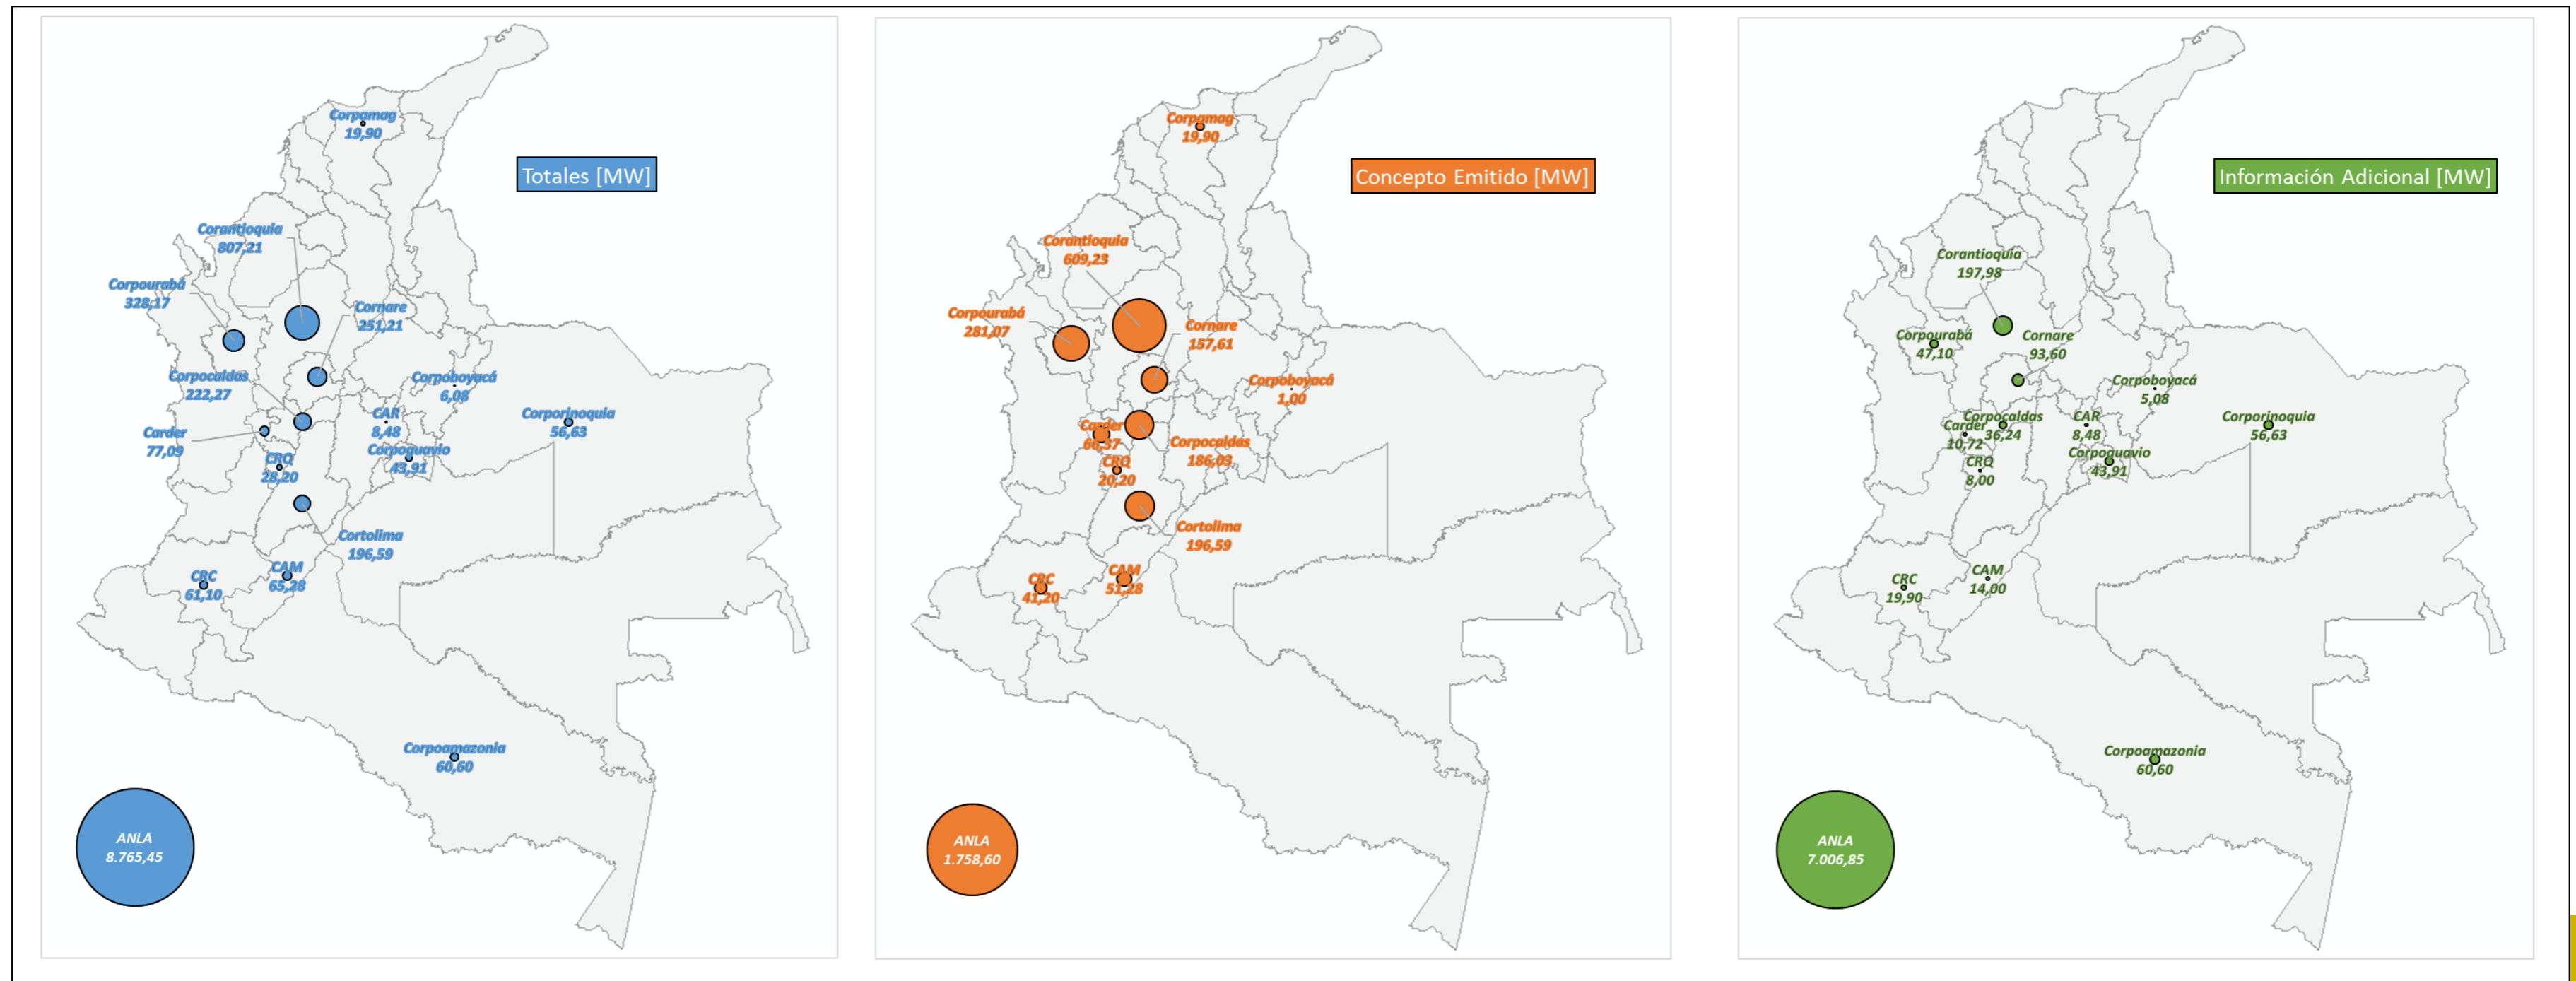 Totales [MW]
Corpamag
19,90
Corantioquia
807,21
Corpourabá
328,17
Cornare
251,21
Corpocaldas
222,27
Corpoboyacá
6,08
CAR
8,48
Corporinoquia
56,63
Carder
77,09
Corpoguavio
43,91
CRQ
28,20
Cortolima
196,59
CAM
65,28
CRC
61,10
Corpoamazonia
60,60
ANLA
8.765,45
Concepto Emitido [MW]
Corpamag
19,90
Corantioquia
609,23
Corpourabá
281,07
Cornare
157,61
Corpoboyacá
1,00
Carder
66,37
Corpocaldas
186,03
CRQ
20,20
Cortolima
196,59
CAM
51,28
CRC
41,20
ANLA
1.758,60
Información Adicional [MW]
Corantioquia
197,98
Corpourabá
47,10
Cornare
93,60
Corpoboyacá
5,08
Corpocaldas
36,24
CAR
8,48
Corporinoquia
56,63
Carder
10,72
Corpoguavio
43,91
CRQ
8,00
CAM
14,00
CRC
19,90
Corpoamazonia
60,60
ANLA
7.006,85